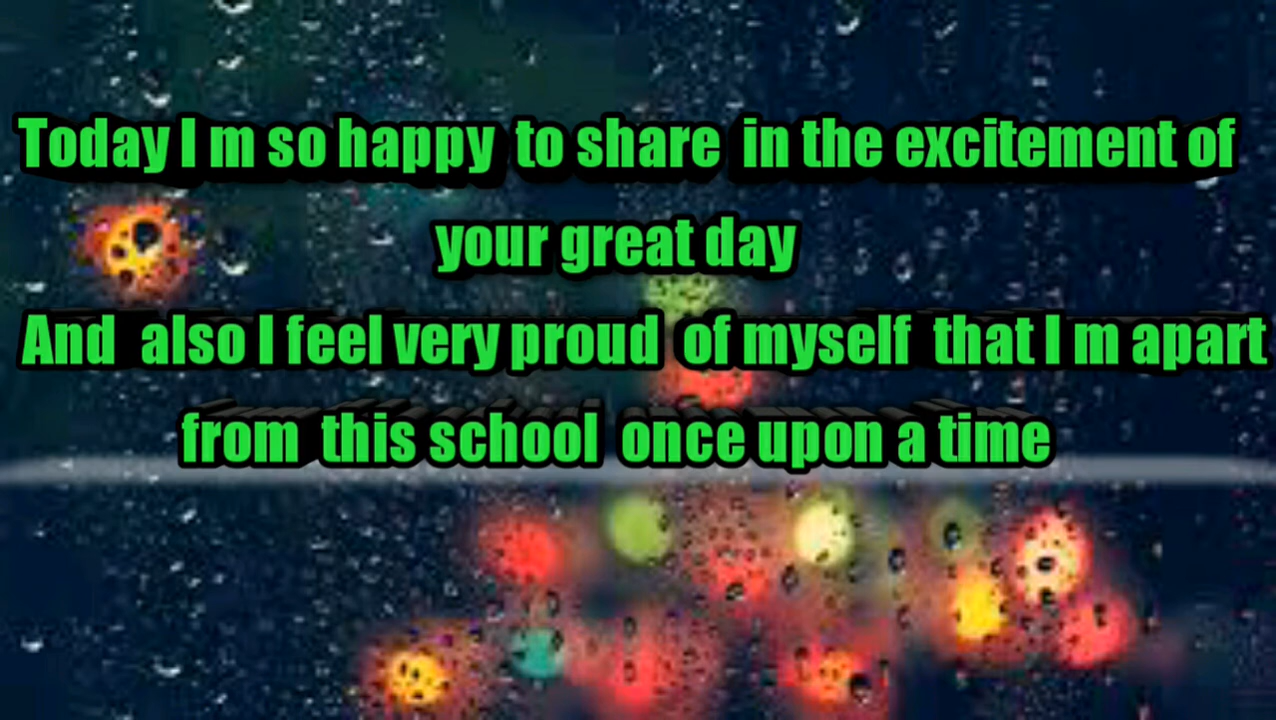 Today I m so happy to share in the excitement of
your great day
And also I feel very proud of myself that I m apart
from this school once upon a time